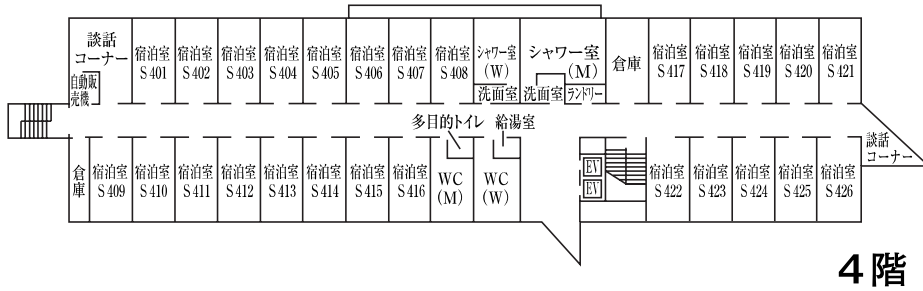 談話
コーナー
自動販
売機
宿泊室
S401
宿泊室
S402
宿泊室
S403
宿泊室
S404
宿泊室
S405
宿泊室
S406
宿泊室
S407
宿泊室
S408
シャワー室
(W)
洗面室
シャワー室
(M)
洗面室
ランドリー
倉庫
宿泊室
S417
宿泊室
S418
宿泊室
S419
宿泊室
S420
宿泊室
S421
多目的トイレ
給湯室
談話
コーナー
倉庫
宿泊室
S409
宿泊室
S410
宿泊室
S411
宿泊室
S412
宿泊室
S413
宿泊室
S414
宿泊室
S415
宿泊室
S416
WC
(M)
WC
(W)
EV
EV
宿泊室
S422
宿泊室
S423
宿泊室
S424
宿泊室
S425
宿泊室
S426
4階